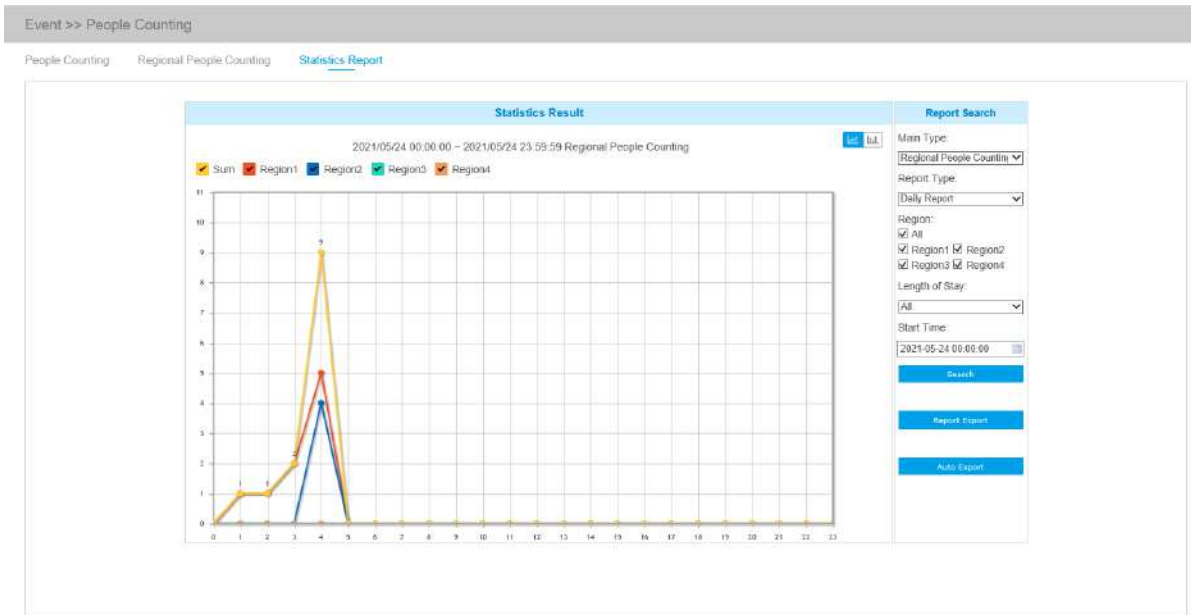 Event >> People Counting
People Counting Regional People Counting Statistics Report
Statistics Result
2021/05/24 00:00:00 ~ 2021/05/24 23:59:59 Regional People Counting
Sum Region1 Region2 Region3 Region4
11
10
9
9
8
7
6
5
4
3
2
2
1
1 1
0
0 1 2 3 4 5 6 7 8 9 10 11 12 13 14 15 16 17 18 19 20 21 22 23
Report Search
Main Type:
Regional People Countin
Report Type:
Daily Report
Region:
All
Region1 Region2
Region3 Region4
Length of Stay:
All
Start Time:
2021-05-24 00:00:00
Search
Report Export
Auto Export